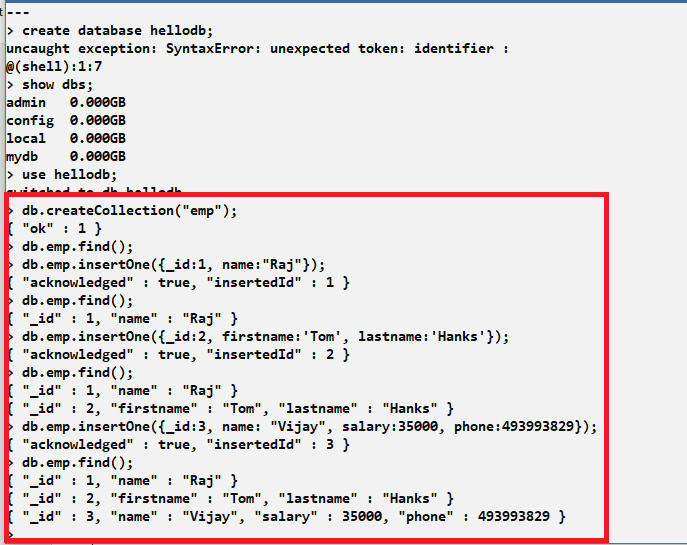 ---
> create database hellodb;
uncaught exception: SyntaxError: unexpected token: identifier :
@(shell):1:7
> show dbs;
admin   0.000GB
config  0.000GB
local   0.000GB
mydb    0.000GB
> use hellodb;
switched to db hellodb
> db.createCollection("emp");
{ "ok" : 1 }
> db.emp.find();
> db.emp.insertOne({_id:1, name:"Raj"});
{ "acknowledged" : true, "insertedId" : 1 }
> db.emp.find();
{ "_id" : 1, "name" : "Raj" }
> db.emp.insertOne({_id:2, firstname:'Tom', lastname:'Hanks'});
{ "acknowledged" : true, "insertedId" : 2 }
> db.emp.find();
{ "_id" : 1, "name" : "Raj" }
{ "_id" : 2, "firstname" : "Tom", "lastname" : "Hanks" }
> db.emp.insertOne({_id:3, name: "Vijay", salary:35000, phone:493993829});
{ "acknowledged" : true, "insertedId" : 3 }
> db.emp.find();
{ "_id" : 1, "name" : "Raj" }
{ "_id" : 2, "firstname" : "Tom", "lastname" : "Hanks" }
{ "_id" : 3, "name" : "Vijay", "salary" : 35000, "phone" : 493993829 }
>